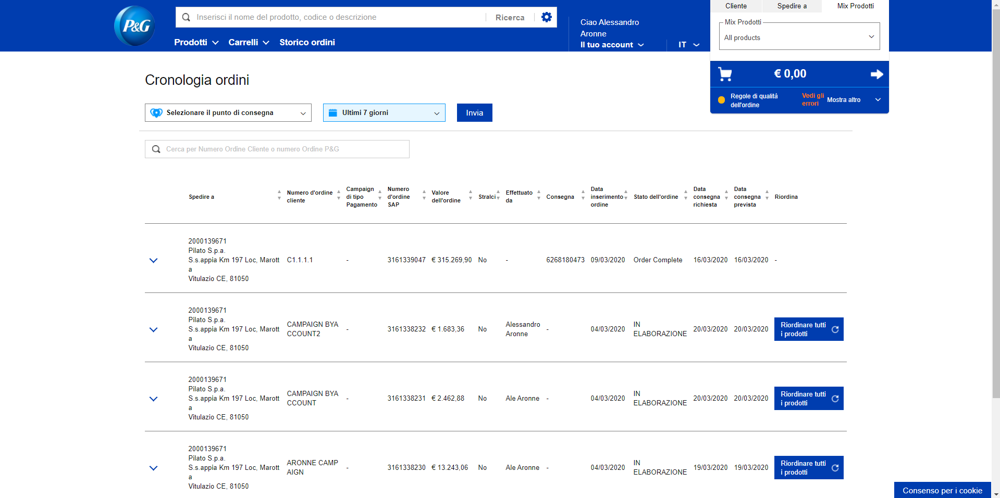 P&G
Inserisci il nome del prodotto, codice o descrizione
Ricerca
Prodotti
Carrelli
Storico ordini
Ciao Alessandro
Aronne
Il tuo account
IT
Cliente
Spedire a
Mix Prodotti
Mix Prodotti
All products
€ 0,00
Regole di qualità
dell'ordine
Vedi gli
errori
Mostra altro
Cronologia ordini
Selezionare il punto di consegna
Ultimi 7 giorni
Invia
Cerca per Numero Ordine Cliente o numero Ordine P&G
Spedire a
Numero d'ordine
cliente
Campaign
di tipo
Pagamento
Numero
d'ordine
SAP
Valore
dell'ordine
Stralci
Effettuato
da
Consegna
Data
inserimento
ordine
Stato dell'ordine
Data
consegna
richiesta
Data
consegna
prevista
Riordina
2000139671
Pilato S.p.a.
S.s.appia Km 197 Loc, Marott
a
Vitulazio CE, 81050
C1.1.1.1
-
3161339047
€ 315.269,90
No
-
6268180473
09/03/2020
Order Complete
16/03/2020
16/03/2020
-
2000139671
Pilato S.p.a.
S.s.appia Km 197 Loc, Marott
a
Vitulazio CE, 81050
CAMPAIGN BYA
CCOUNT2
-
3161338232
€ 1.683,36
No
Alessandro
Aronne
-
04/03/2020
IN
ELABORAZIONE
20/03/2020
20/03/2020
Riordinare tutti
i prodotti
2000139671
Pilato S.p.a.
S.s.appia Km 197 Loc, Marott
a
Vitulazio CE, 81050
CAMPAIGN BYA
CCOUNT
-
3161338231
€ 2.462,88
No
Ale Aronne
-
04/03/2020
IN
ELABORAZIONE
20/03/2020
20/03/2020
Riordinare tutti
i prodotti
2000139671
Pilato S.p.a.
S.s.appia Km 197 Loc, Marott
a
Vitulazio CE, 81050
ARONNE CAMP
AIGN
-
3161338230
€ 13.243,06
No
Ale Aronne
-
04/03/2020
IN
ELABORAZIONE
19/03/2020
19/03/2020
Riordinare tutti
i prodotti
Consenso per i cookie